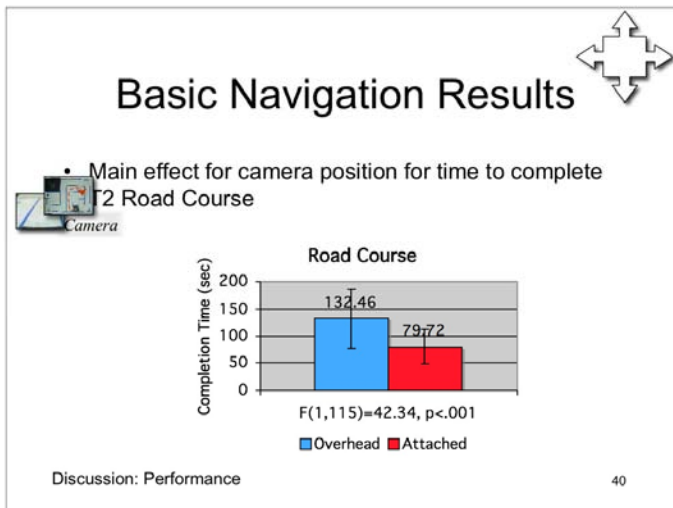 Basic Navigation Results
• Main effect for camera position for time to complete
T2 Road Course
Camera
Road Course
Completion Time (sec)
200
150
100
50
0
132.46
79.72
F(1,115)=42.34, p<.001
Overhead Attached
Discussion: Performance
40